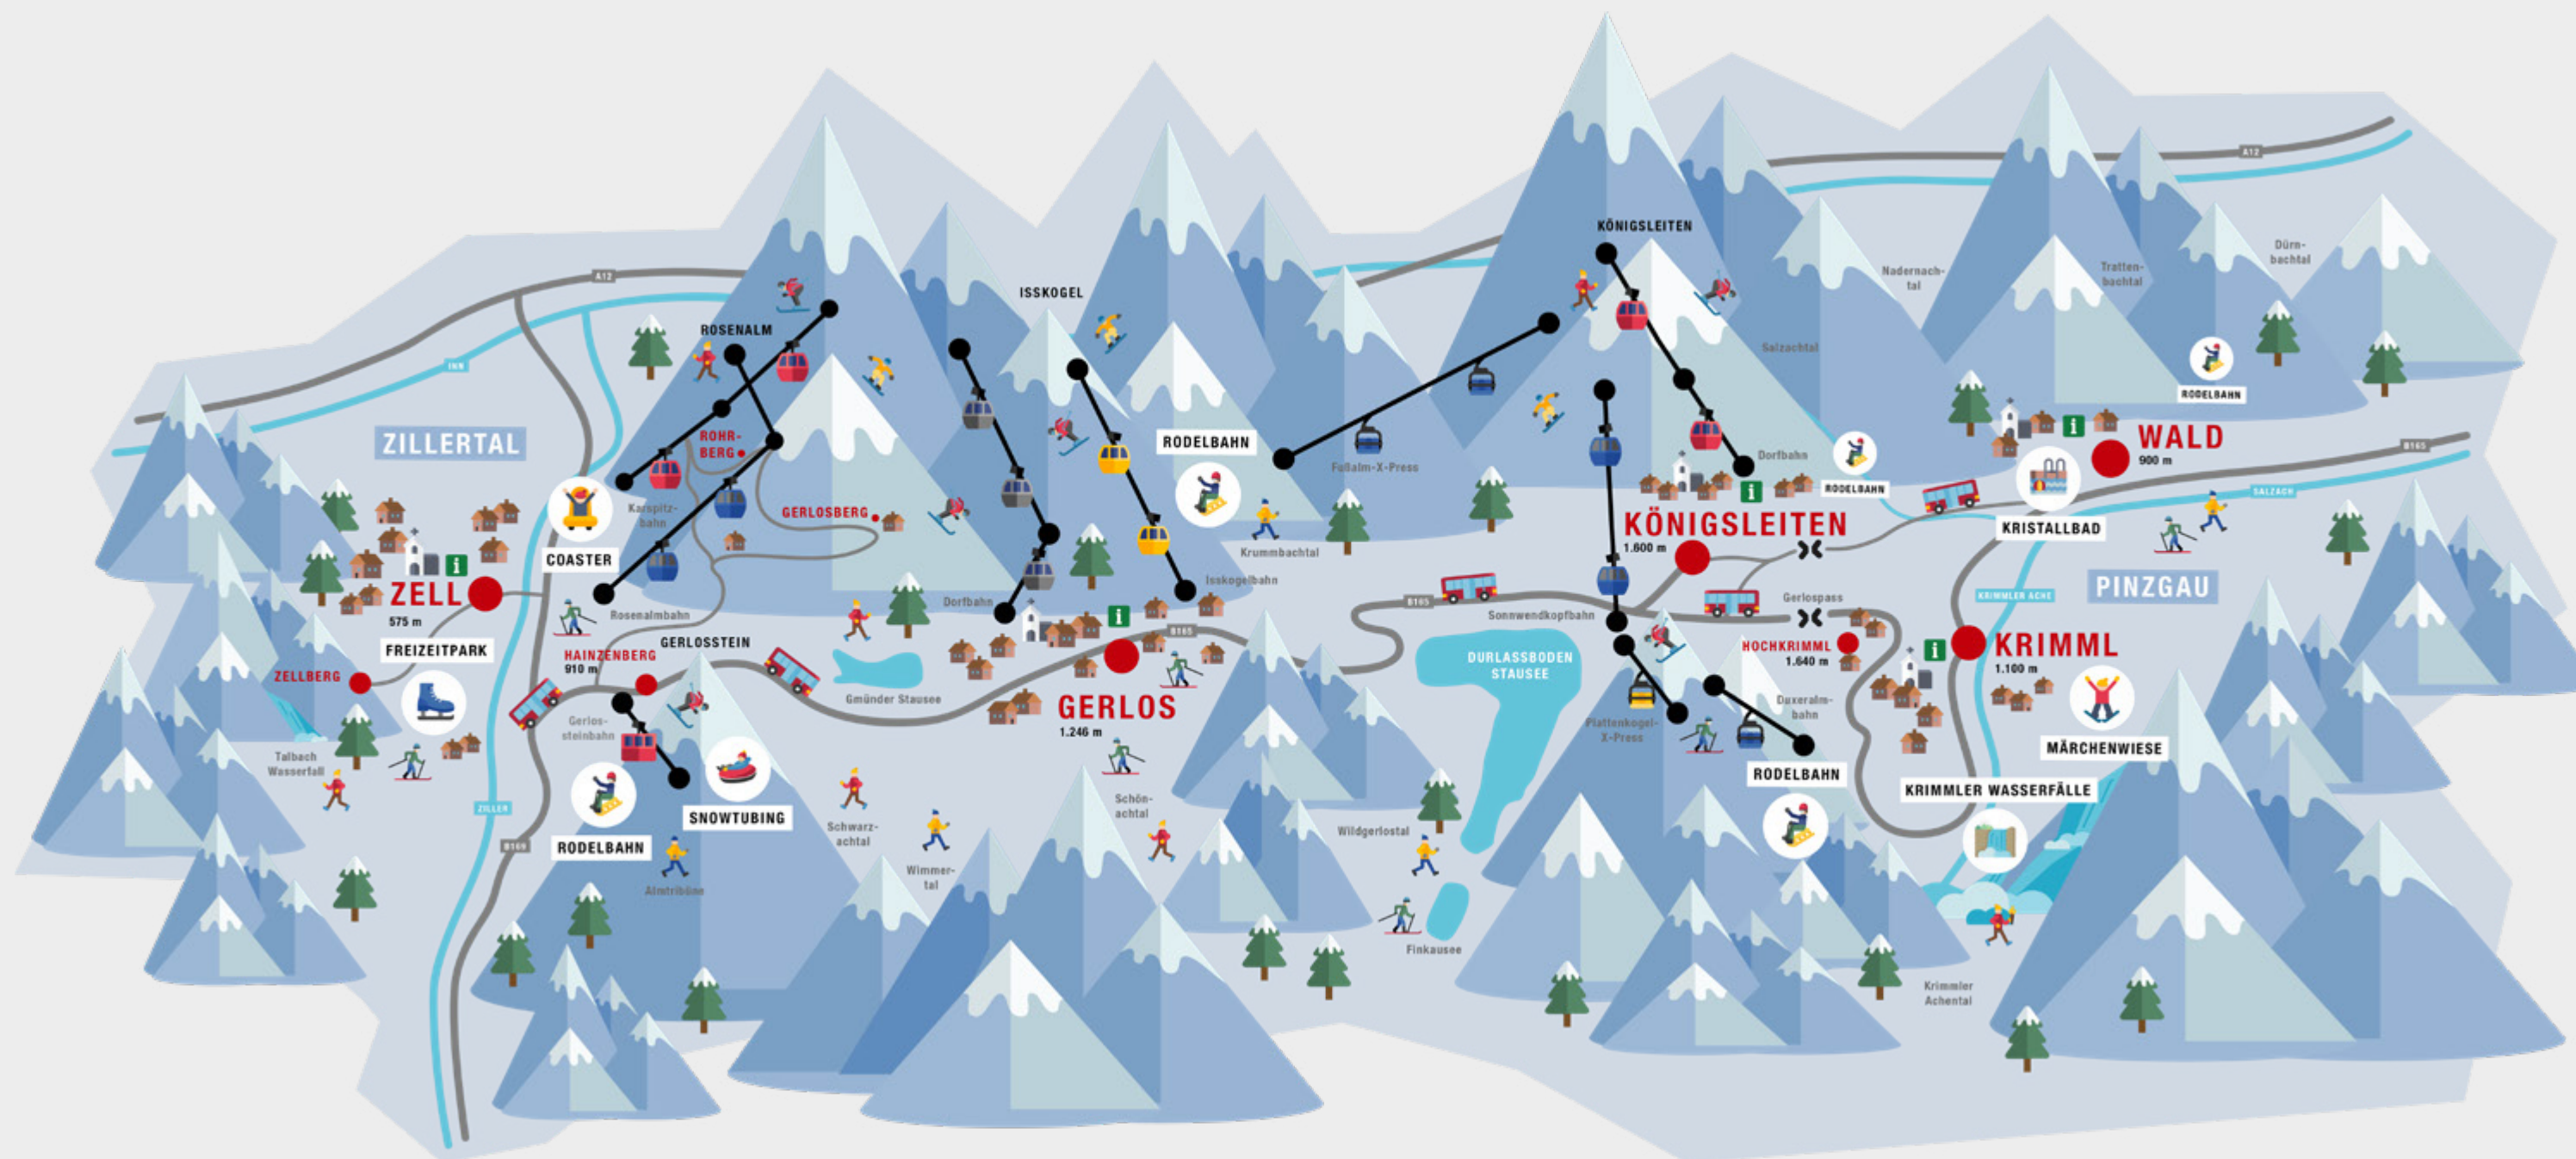 KÖNIGSLEITEN
A12
A12
ISSKOGEL
ROSENALM
INN
ZILLERTAL
ROHR-
BERG
GERLOSBERG
Karspitz-
bahn
COASTER
ZELL
575 m
FREIZEITPARK
ZELLBERG
Talbach
Wasserfall
ZILLER
B169
Rosenalmbahn
HAINZENBERG
910 m
GERLOSSTEIN
Gerlos-
steinbahn
RODELBAHN
SNOWTUBING
Almtribüne
Gmünder Stausee
Schwarz-
achtal
Wimmer-
tal
Schön-
achtal
Dorfbahn
B165
GERLOS
1.246 m
Isskogelbahn
RODELBAHN
Krummbachtal
Fußalm-X-Press
Wildgerlostal
Finkausee
B165
DURLASSBODEN
STAUSEE
Sonnwendkopfbahn
Plattenkogel-
X-Press
Salzachtal
Dorfbahn
RODELBAHN
KÖNIGSLEITEN
1.600 m
Gerlospass
HOCHKRIMML
1.640 m
Duxeralm-
bahn
RODELBAHN
Nadernach-
tal
Tratten-
bachtal
Dürn-
bachtal
RODELBAHN
WALD
900 m
B165
SALZACH
KRISTALLBAD
PINZGAU
KRIMMLER ACHE
KRIMML
1.100 m
MÄRCHENWIESE
KRIMMLER WASSERFÄLLE
Krimmler
Achental